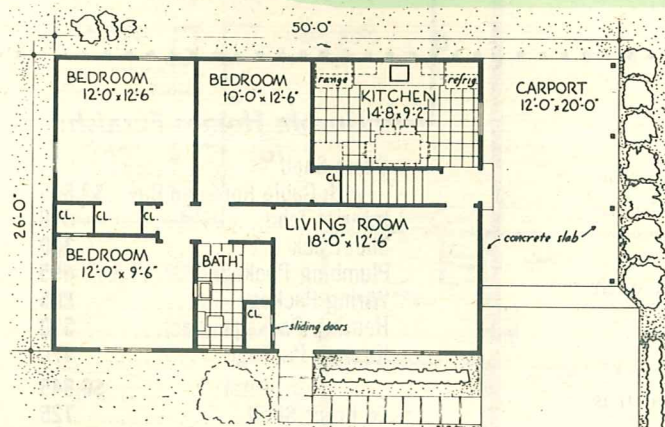 50'-0"
BEDROOM
12'-0" x 12'-6"
BEDROOM
10'-0" x 12'-6"
range
refrig
KITCHEN
14'-8" x 9'-2"
CARPORT
12'-0" x 20'-0"
26'-0"
CL.
CL.
CL.
CL.
LIVING ROOM
18'-0" x 12'-6"
concrete slab
BEDROOM
12'-0" x 9'-6"
BATH
CL.
sliding doors